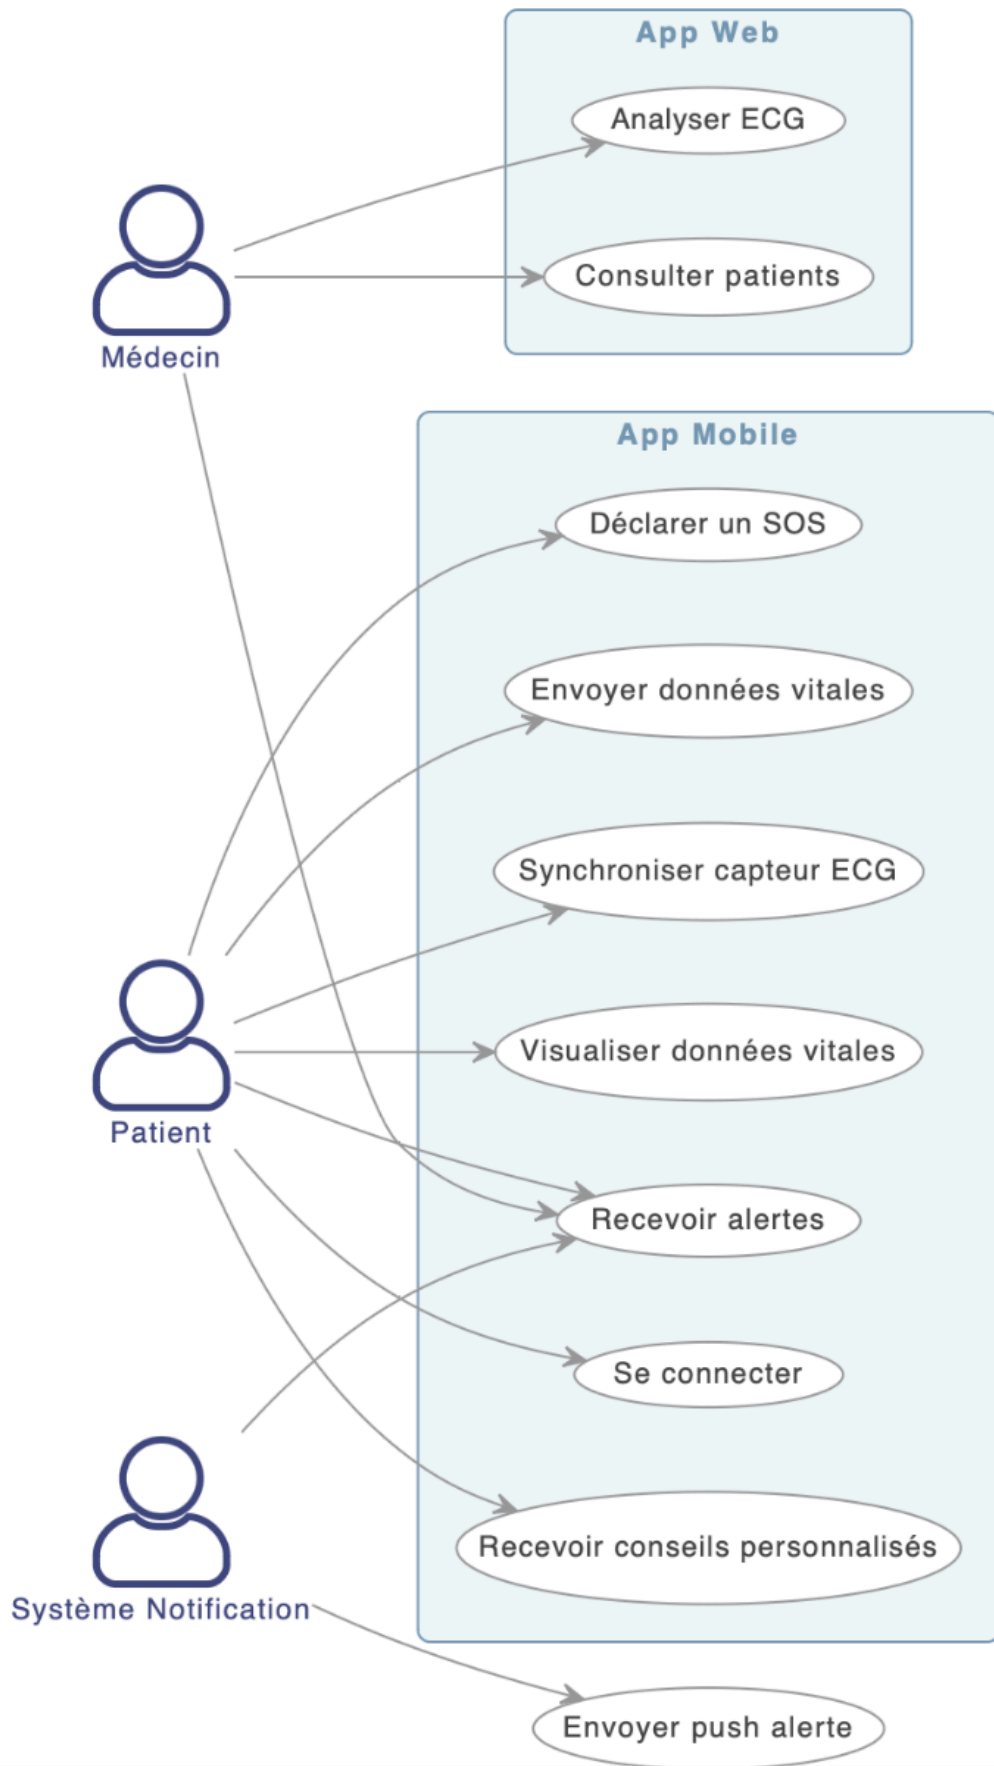 App Web
Analyser ECG
Consulter patients
Médecin
App Mobile
Déclarer un SOS
Envoyer données vitales
Synchroniser capteur ECG
Visualiser données vitales
Patient
Recevoir alertes
Se connecter
Recevoir conseils personnalisés
Système Notification
Envoyer push alerte